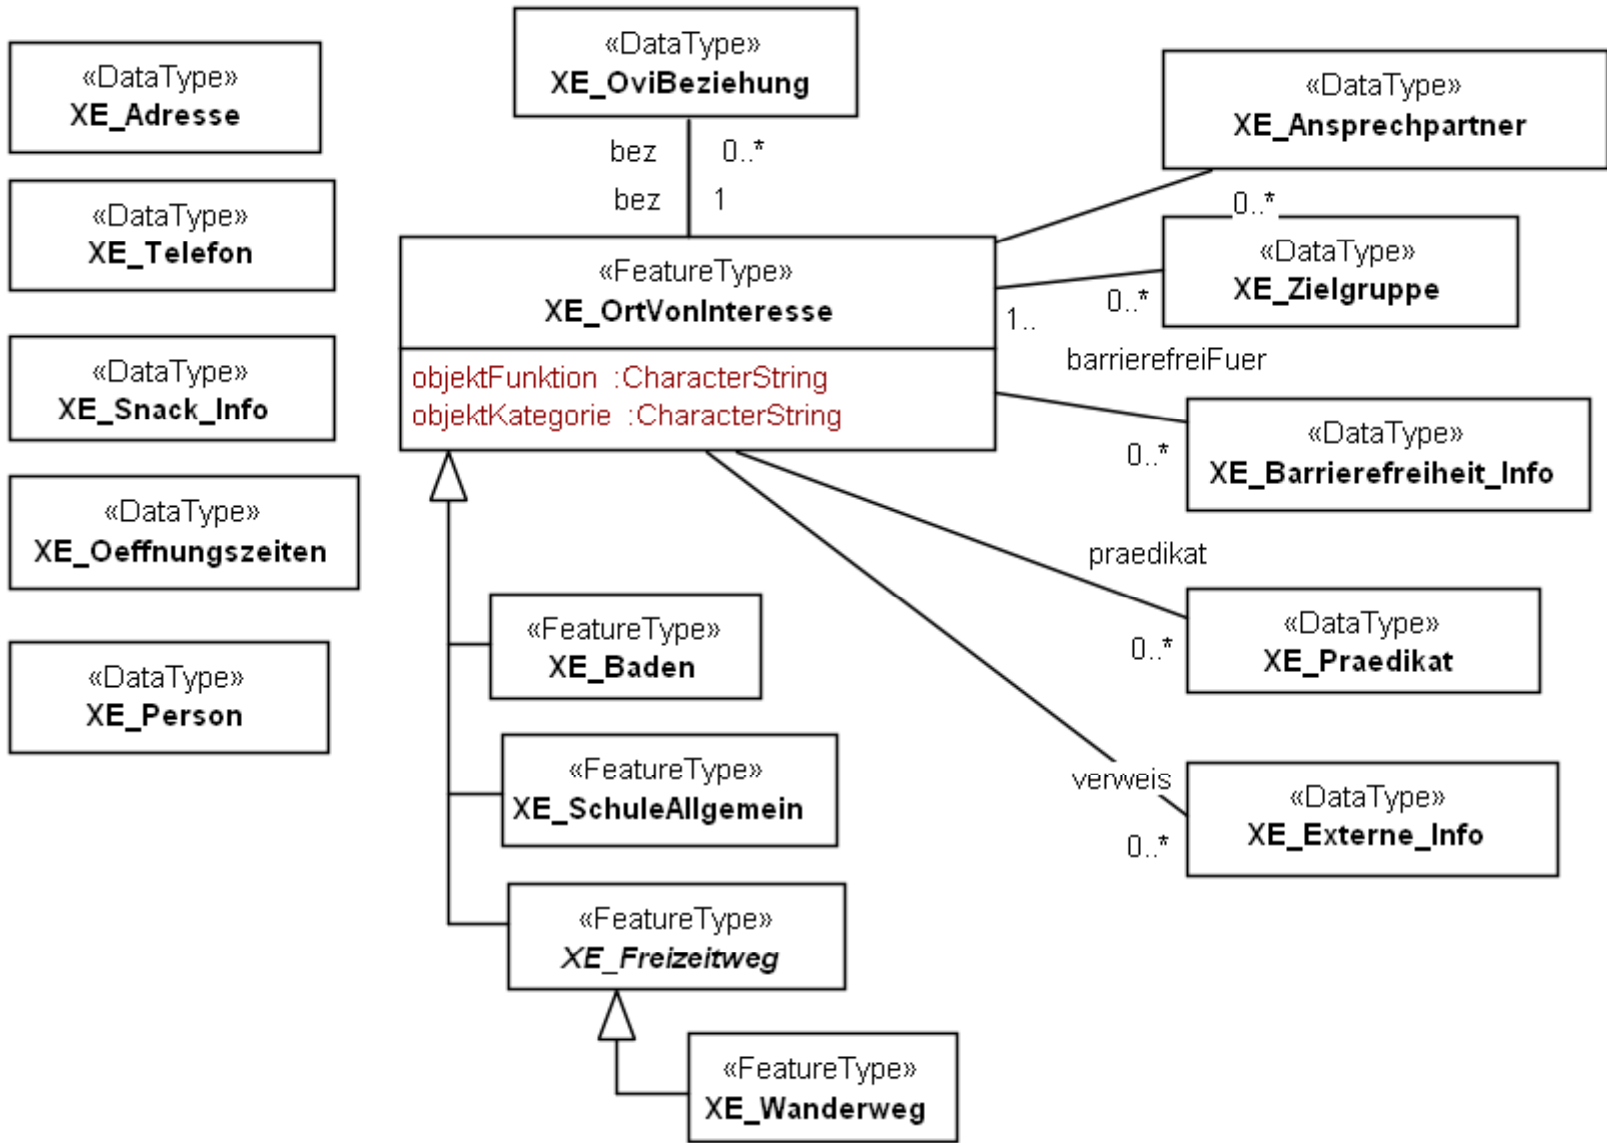 «DataType»
XE_Adresse
«DataType»
XE_Telefon
«DataType»
XE_Snack_Info
«DataType»
XE_Oeffnungszeiten
«DataType»
XE_Person
«DataType»
XE_OviBeziehung
bez 0..*
bez 1
«FeatureType»
XE_OrtVonInteresse
objektFunktion :CharacterString
objektKategorie :CharacterString
«FeatureType»
XE_Baden
«FeatureType»
XE_SchuleAllgemein
«FeatureType»
XE_Freizeitweg
«FeatureType»
XE_Wanderweg
«DataType»
XE_Ansprechpartner
0..*
«DataType»
XE_Zielgruppe
0..*
1..
barrierefreiFuer
0..*
«DataType»
XE_Barrierefreiheit_Info
praedikat
0..*
«DataType»
XE_Praedikat
verweis
0..*
«DataType»
XE_Externe_Info